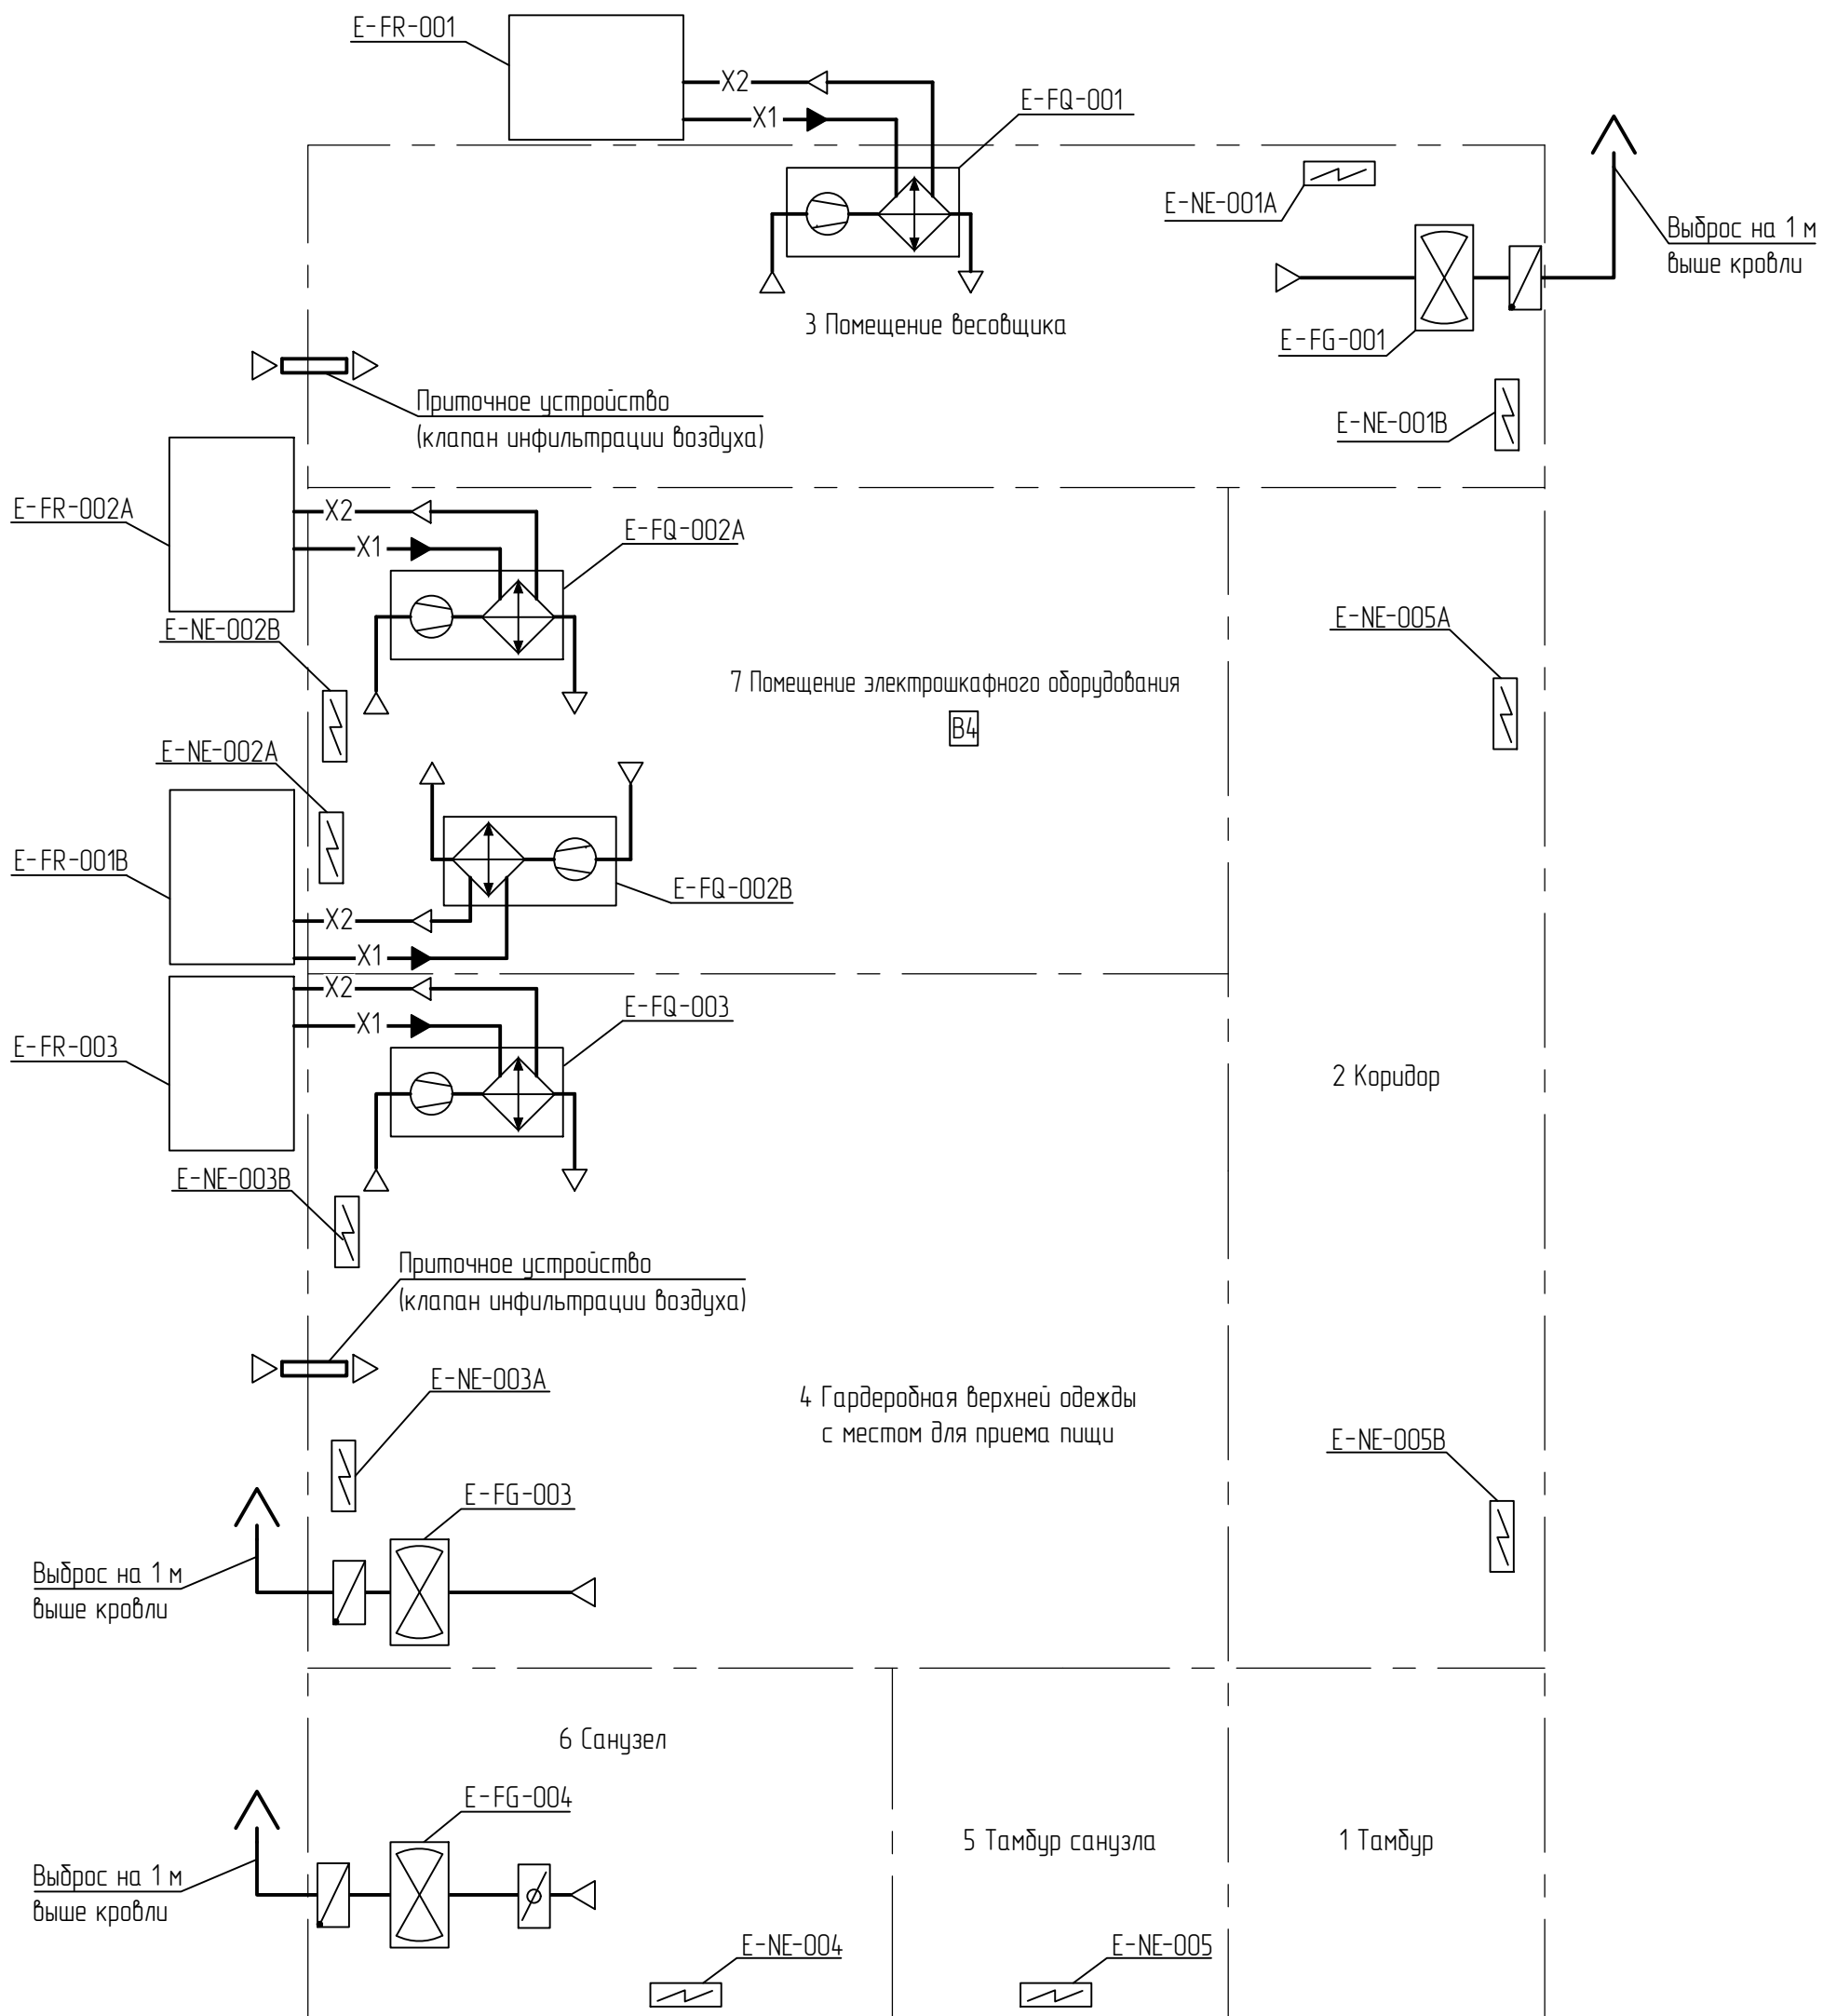 E-FR-001
X2
X1
E-FQ-001
E-NE-001A
Выброс на 1 м
выше кровли
3 Помещение весовщика
E-FG-001
Приточное устройство
(клапан инфильтрации воздуха)
E-NE-001B
E-FR-002A
X2
X1
E-FQ-002A
E-NE-002B
E-NE-005A
7 Помещение электрошкафного оборудования
В4
E-NE-002A
E-FR-001B
E-FQ-002B
X2
X1
X2
X1
E-FQ-003
E-FR-003
2 Коридор
E-NE-003B
Приточное устройство
(клапан инфильтрации воздуха)
E-NE-003A
4 Гардеробная верхней одежды
с местом для приема пищи
E-NE-005B
E-FG-003
Выброс на 1 м
выше кровли
6 Санузел
E-FG-004
5 Тамбур санузла
1 Тамбур
Выброс на 1 м
выше кровли
E-NE-004
E-NE-005